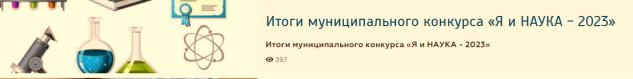 Итоги муниципального конкурса «Я и НАУКА – 2023»
Итоги муниципального конкурса «Я и НАУКА - 2023»
397